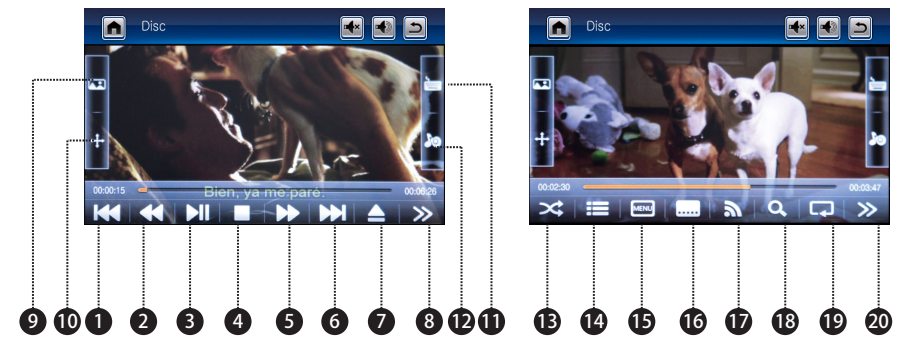 Disc
Bien, ya me paré.
00:00:15
00:06:26
9 10 1 2 3 4 5 6 7 8 12 11
Disc
00:02:30
00:03:47
MENU
13 14 15 16 17 18 19 20